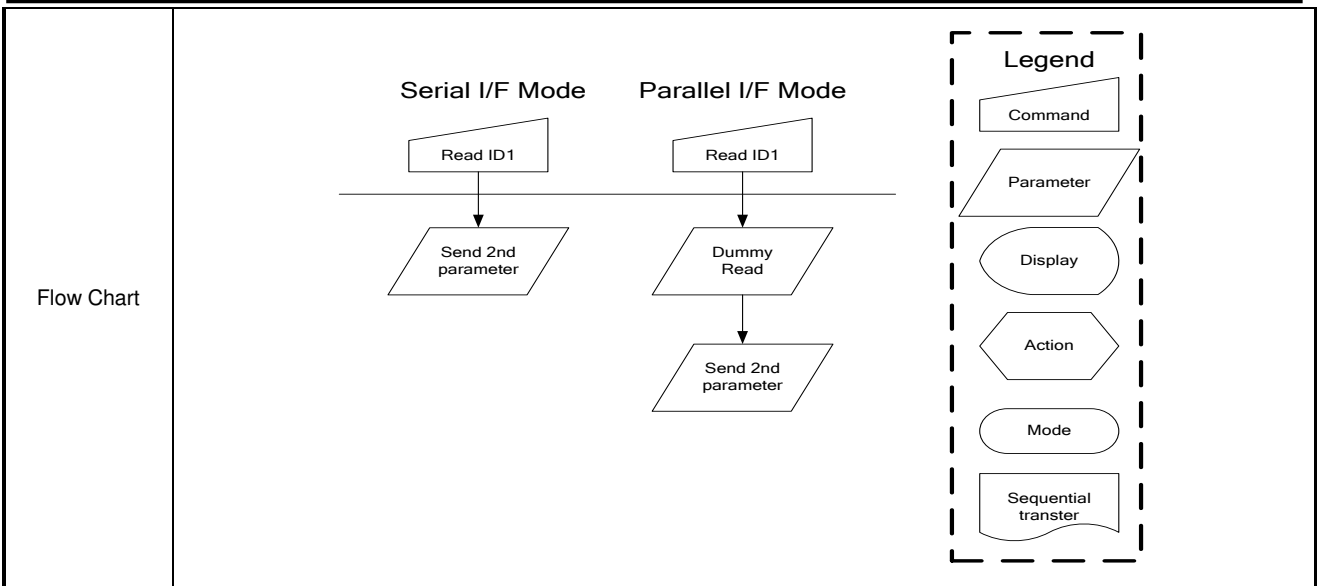 Flow Chart
Serial I/F Mode
Read ID1
Send 2nd
parameter
Parallel I/F Mode
Read ID1
Dummy
Read
Send 2nd
parameter
Legend
Command
Parameter
Display
Action
Mode
Sequential
transter